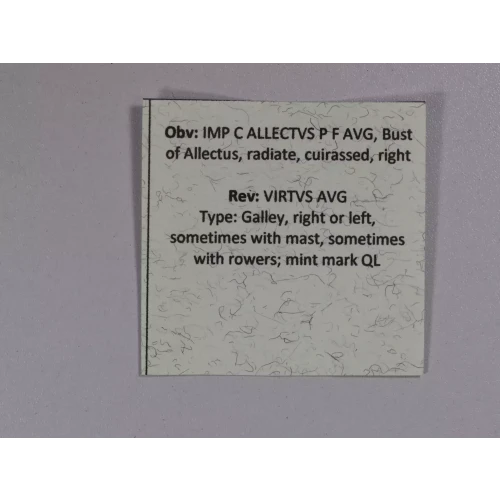 Obv: IMP C ALLECTVS P F AVG, Bust
of Allectus, radiate, cuirassed, right
Rev: VIRTVS AVG
Type: Galley, right or left,
sometimes with mast, sometimes
with rowers; mint mark QL